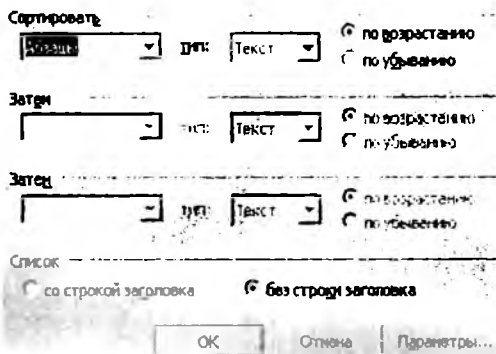 Сортировать
Абзацы тип: Текст по возрастанию
по убыванию
Затем
тип: Текст по возрастанию
по убыванию
Затем
тип: Текст по возрастанию
по убыванию
Список
со строкой заголовка без строки заголовка
OK Отмена Параметры...